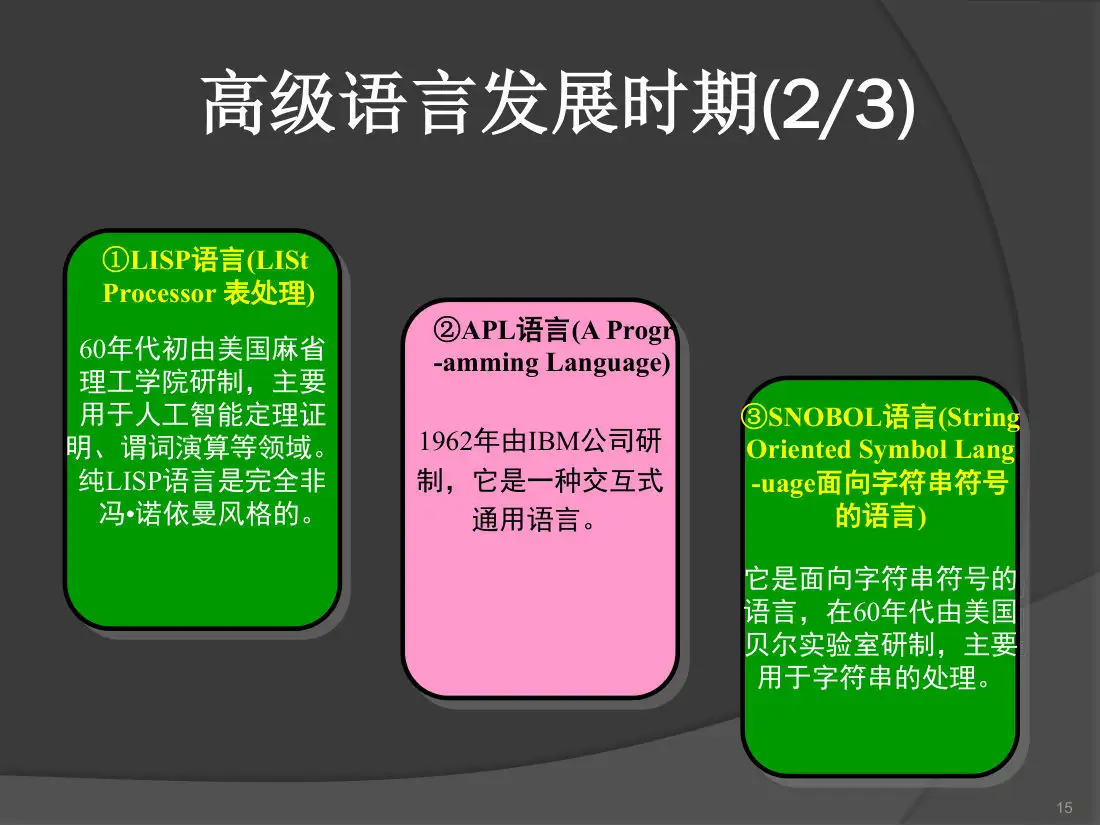 高级语言发展时期(2/3)
①LISP语言(LISt
Processor 表处理)
60年代初由美国麻省
理工学院研制，主要
用于人工智能定理证
明、谓词演算等领域。
纯LISP语言是完全非
冯•诺依曼风格的。
②APL语言(A Progr
-amming Language)
1962年由IBM公司研
制，它是一种交互式
通用语言。
③SNOBOL语言(String
Oriented Symbol Lang
-uage面向字符串符号
的语言)
它是面向字符串符号的
语言，在60年代由美国
贝尔实验室研制，主要
用于字符串的处理。
15